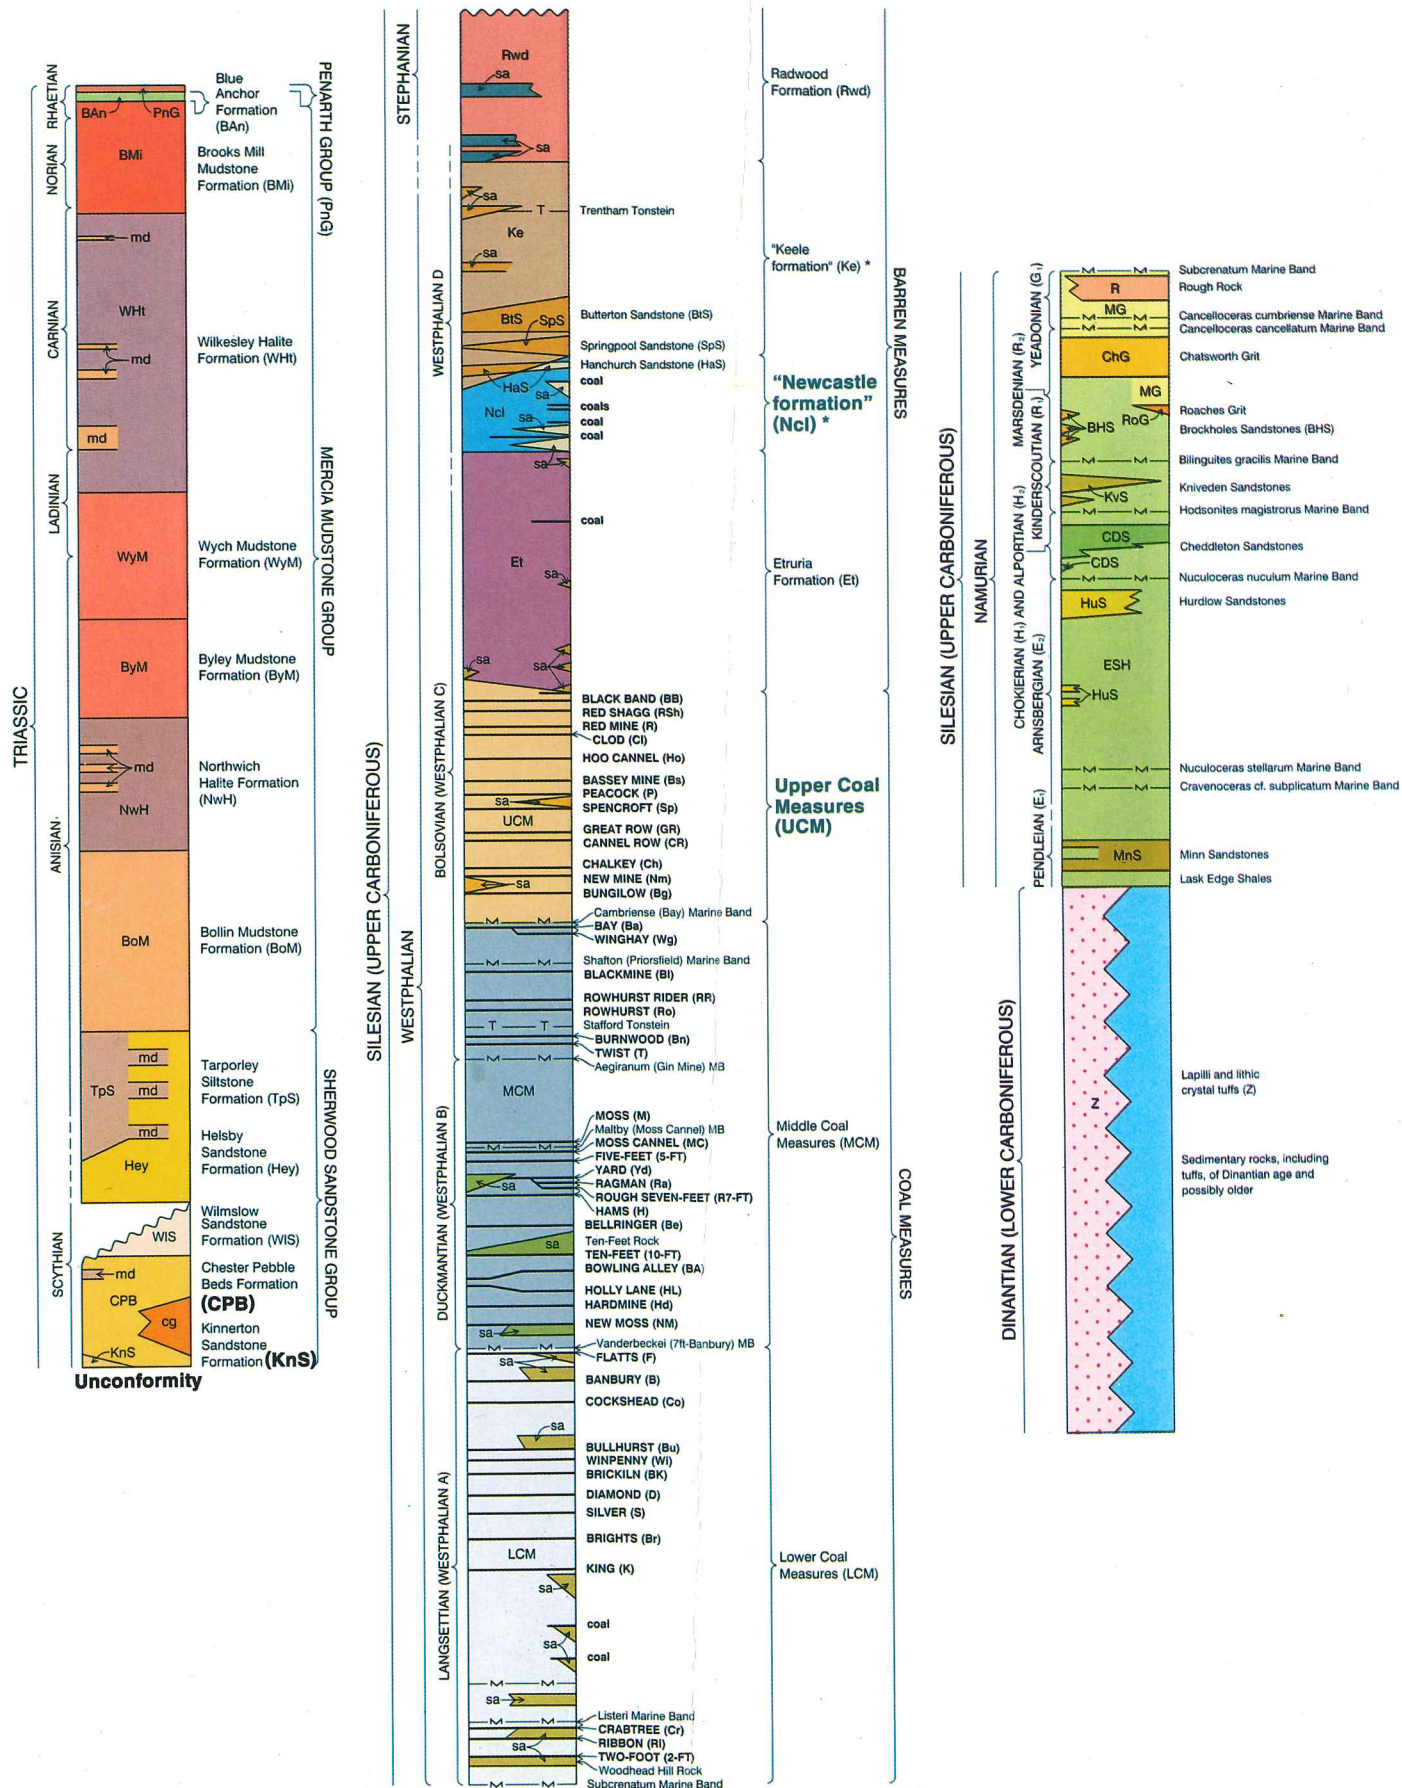 TRIASSIC
RHAETIAN
NORIAN
CARNIAN
LADINIAN
ANISIAN
SCYTHIAN
BAn
PnG
BMi
md
WHt
md
md
WyM
ByM
md
NwH
BoM
TpS
md
md
md
Hey
WlS
md
CPB
cg
KnS
Unconformity
Blue
Anchor
Formation
(BAn)
Brooks Mill
Mudstone
Formation (BMi)
Wilkesley Halite
Formation (WHt)
Wych Mudstone
Formation (WyM)
Byley Mudstone
Formation (ByM)
Northwich
Halite Formation
(NwH)
Bollin Mudstone
Formation (BoM)
Tarporley
Siltstone
Formation (TpS)
Helsby
Sandstone
Formation (Hey)
Wilmslow
Sandstone
Formation (WlS)
Chester Pebble
Beds Formation
(CPB)
Kinnerton
Sandstone
Formation (KnS)
PENARTH GROUP (PnG)
MERCIA MUDSTONE GROUP
SHERWOOD SANDSTONE GROUP
SILESIAN (UPPER CARBONIFEROUS)
STEPHANIAN
WESTPHALIAN
WESTPHALIAN D
BOLSOVIAN (WESTPHALIAN C)
DUCKMANTIAN (WESTPHALIAN B)
LANGSETTIAN (WESTPHALIAN A)
Rwd
sa
sa
sa
T
Ke
sa
BtS
SpS
HaS
sa
Ncl
sa
sa
Et
sa
sa
sa
sa
UCM
sa
M M
M M
T T
M M
MCM
M M
sa
sa
sa
M M
sa
sa
LCM
sa
sa
M M
sa
M M
sa
M M
Trentham Tonstein
Butterton Sandstone (BtS)
Springpool Sandstone (SpS)
Hanchurch Sandstone (HaS)
coal
coals
coal
coal
coal
BLACK BAND (BB)
RED SHAGG (RSh)
RED MINE (R)
CLOD (Cl)
HOO CANNEL (Ho)
BASSEY MINE (Bs)
PEACOCK (P)
SPENCROFT (Sp)
GREAT ROW (GR)
CANNEL ROW (CR)
CHALKEY (Ch)
NEW MINE (Nm)
BUNGILOW (Bg)
Cambriense (Bay) Marine Band
BAY (Ba)
WINGHAY (Wg)
Shafton (Priorsfield) Marine Band
BLACKMINE (Bl)
ROWHURST RIDER (RR)
ROWHURST (Ro)
Stafford Tonstein
BURNWOOD (Bn)
TWIST (T)
Aegiranum (Gin Mine) MB
MOSS (M)
Maltby (Moss Cannel) MB
MOSS CANNEL (MC)
FIVE-FEET (5-FT)
YARD (Yd)
RAGMAN (Ra)
ROUGH SEVEN-FEET (R7-FT)
HAMS (H)
BELLRINGER (Be)
Ten-Feet Rock
TEN-FEET (10-FT)
BOWLING ALLEY (BA)
HOLLY LANE (HL)
HARDMINE (Hd)
NEW MOSS (NM)
Vanderbeckei (7ft-Banbury) MB
FLATTS (F)
BANBURY (B)
COCKSHEAD (Co)
BULLHURST (Bu)
WINPENNY (Wi)
BRICKILN (BK)
DIAMOND (D)
SILVER (S)
BRIGHTS (Br)
KING (K)
coal
coal
Listeri Marine Band
CRABTREE (Cr)
RIBBON (Rl)
TWO-FOOT (2-FT)
Woodhead Hill Rock
Subcrenatum Marine Band
Radwood
Formation (Rwd)
"Keele
formation" (Ke) *
“Newcastle
formation”
(Ncl) *
Etruria
Formation (Et)
Upper Coal
Measures
(UCM)
Middle Coal
Measures (MCM)
Lower Coal
Measures (LCM)
BARREN MEASURES
COAL MEASURES
SILESIAN (UPPER CARBONIFEROUS)
NAMURIAN
YEADONIAN (G₁)
MARSDENIAN (R₂)
KINDERSCOUTIAN (R₁)
CHOKIERIAN (H₁) AND ALPORTIAN (H₂)
ARNSBERGIAN (E₂)
PENDLEIAN (E₁)
M M
R
MG
M M
M M
ChG
MG
RoG
BHS
M M
KvS
M M
CDS
CDS
M M
HuS
ESH
HuS
M M
M M
MnS
Subcrenatum Marine Band
Rough Rock
Cancelloceras cumbriense Marine Band
Cancelloceras cancellatum Marine Band
Chatsworth Grit
Roaches Grit
Brockholes Sandstones (BHS)
Bilinguites gracilis Marine Band
Kniveden Sandstones
Hodsonites magistrorus Marine Band
Cheddleton Sandstones
Nuculoceras nuculum Marine Band
Hurdlow Sandstones
Nuculoceras stellarum Marine Band
Cravenoceras cf. subplicatum Marine Band
Minn Sandstones
Lask Edge Shales
DINANTIAN (LOWER CARBONIFEROUS)
Z
Lapilli and lithic
crystal tuffs (Z)
Sedimentary rocks, including
tuffs, of Dinantian age and
possibly older